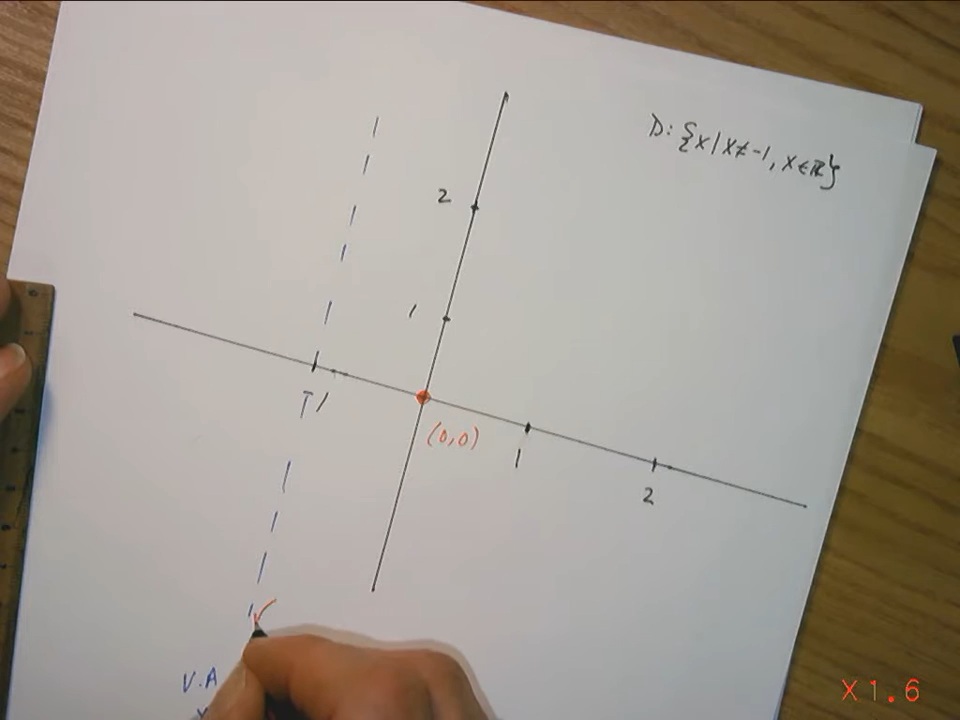 D: {x | x ≠ -1, x ∈ ℝ}
2
1
-1
(0,0)
1
2
V.A
x
X1.6